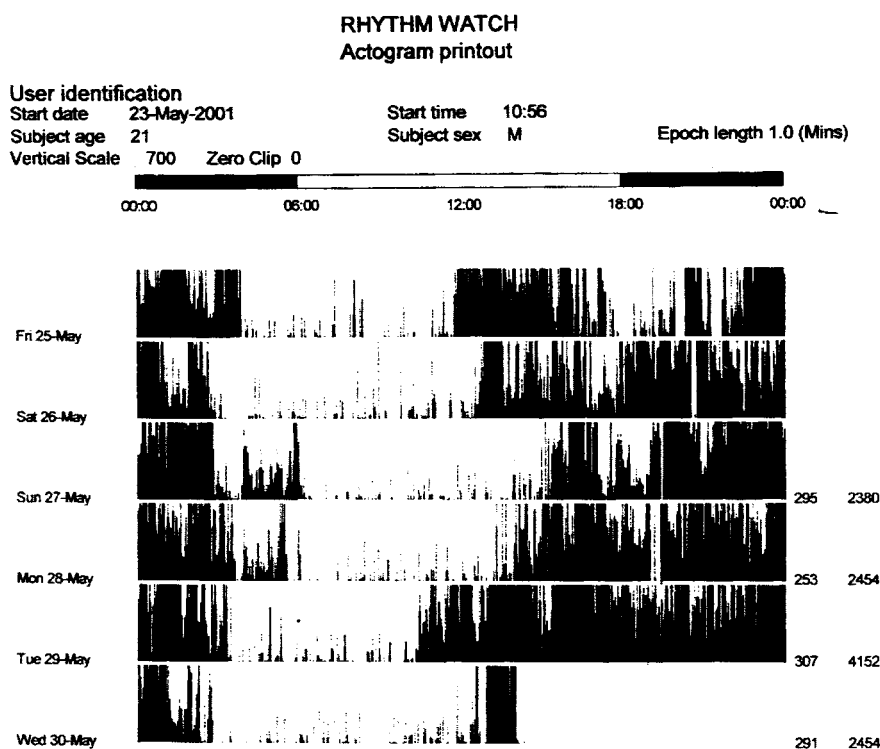 RHYTHM WATCH
Actogram printout
User identification
Start date 23-May-2001 Start time 10:56
Subject age 21 Subject sex M Epoch length 1.0 (Mins)
Vertical Scale 700 Zero Clip 0
00:00 06:00 12:00 18:00 00:00
Fri 25-May
Sat 26-May
Sun 27-May 295 2380
Mon 28-May 253 2454
Tue 29-May 307 4152
Wed 30-May 291 2454